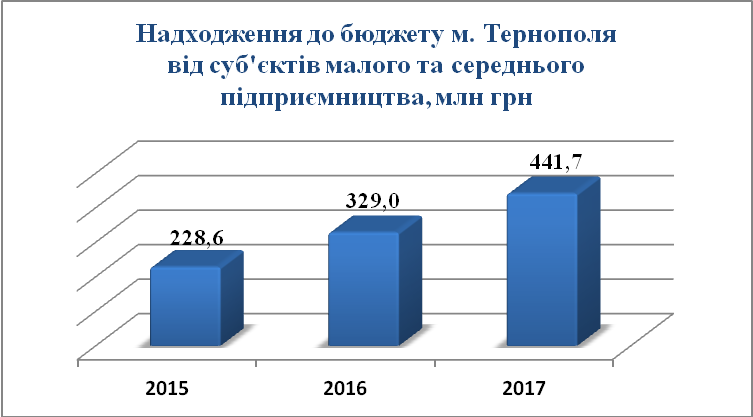 Надходження до бюджету м. Тернополя
від суб'єктів малого та середнього
підприємництва, млн грн
441,7
329,0
228,6
2015 2016 2017